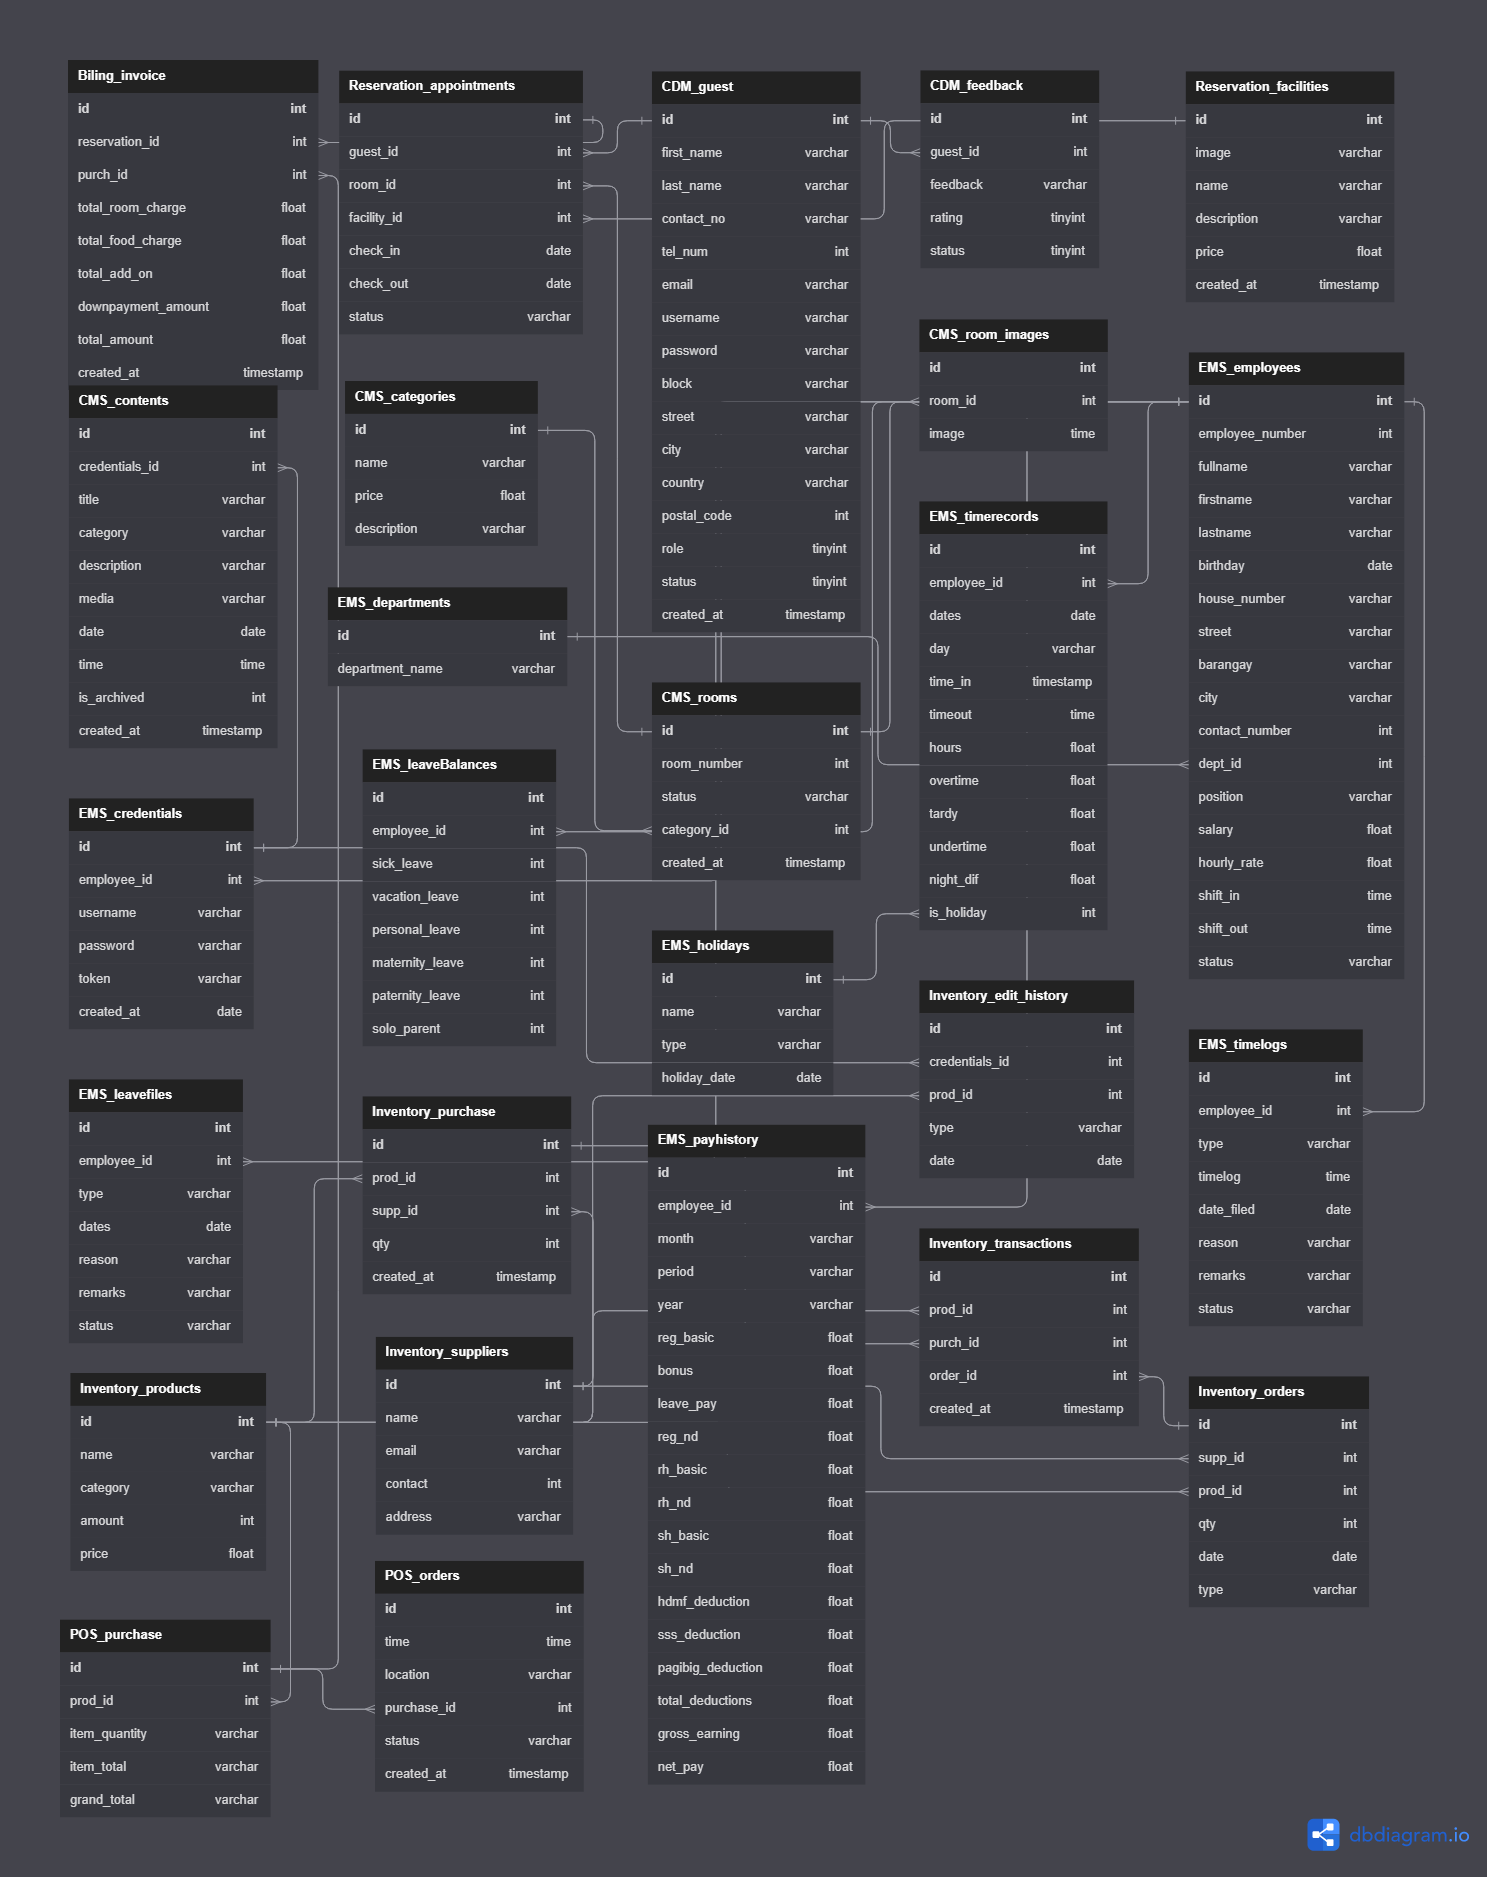 Biling_invoice
id int
reservation_id int
purch_id int
total_room_charge float
total_food_charge float
total_add_on float
downpayment_amount float
total_amount float
created_at timestamp
Reservation_appointments
id int
guest_id int
room_id int
facility_id int
check_in date
check_out date
status varchar
CDM_guest
id int
first_name varchar
last_name varchar
contact_no varchar
tel_num int
email varchar
username varchar
password varchar
block varchar
street varchar
city varchar
country varchar
postal_code int
role tinyint
status tinyint
created_at timestamp
CDM_feedback
id int
guest_id int
feedback varchar
rating tinyint
status tinyint
Reservation_facilities
id int
image varchar
name varchar
description varchar
price float
created_at timestamp
CMS_room_images
id int
room_id int
image time
EMS_employees
id int
employee_number int
fullname varchar
firstname varchar
lastname varchar
birthday date
house_number varchar
street varchar
barangay varchar
city varchar
contact_number int
dept_id int
position varchar
salary float
hourly_rate float
shift_in time
shift_out time
status varchar
CMS_contents
id int
credentials_id int
title varchar
category varchar
description varchar
media varchar
date date
time time
is_archived int
created_at timestamp
CMS_categories
id int
name varchar
price float
description varchar
EMS_timerecords
id int
employee_id int
dates date
day varchar
time_in timestamp
timeout time
hours float
overtime float
tardy float
undertime float
night_dif float
is_holiday int
EMS_departments
id int
department_name varchar
CMS_rooms
id int
room_number int
status varchar
category_id int
created_at timestamp
EMS_leaveBalances
id int
employee_id int
sick_leave int
vacation_leave int
personal_leave int
maternity_leave int
paternity_leave int
solo_parent int
EMS_credentials
id int
employee_id int
username varchar
password varchar
token varchar
created_at date
EMS_holidays
id int
name varchar
type varchar
holiday_date date
Inventory_edit_history
id int
credentials_id int
prod_id int
type varchar
date date
EMS_timelogs
id int
employee_id int
type varchar
timelog time
date_filed date
reason varchar
remarks varchar
status varchar
EMS_leavefiles
id int
employee_id int
type varchar
dates date
reason varchar
remarks varchar
status varchar
Inventory_purchase
id int
prod_id int
supp_id int
qty int
created_at timestamp
EMS_payhistory
id int
employee_id int
month varchar
period varchar
year varchar
reg_basic float
bonus float
leave_pay float
reg_nd float
rh_basic float
rh_nd float
sh_basic float
sh_nd float
hdmf_deduction float
sss_deduction float
pagibig_deduction float
total_deductions float
gross_earning float
net_pay float
Inventory_transactions
id int
prod_id int
purch_id int
order_id int
created_at timestamp
Inventory_suppliers
id int
name varchar
email varchar
contact int
address varchar
Inventory_products
id int
name varchar
category varchar
amount int
price float
Inventory_orders
id int
supp_id int
prod_id int
qty int
date date
type varchar
POS_orders
id int
time time
location varchar
purchase_id int
status varchar
created_at timestamp
POS_purchase
id int
prod_id int
item_quantity varchar
item_total varchar
grand_total varchar
dbdiagram.io